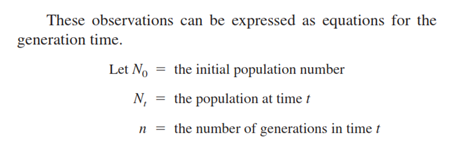 These observations can be expressed as equations for the
generation time.
Let N₀ = the initial population number
Nₜ = the population at time t
n = the number of generations in time t